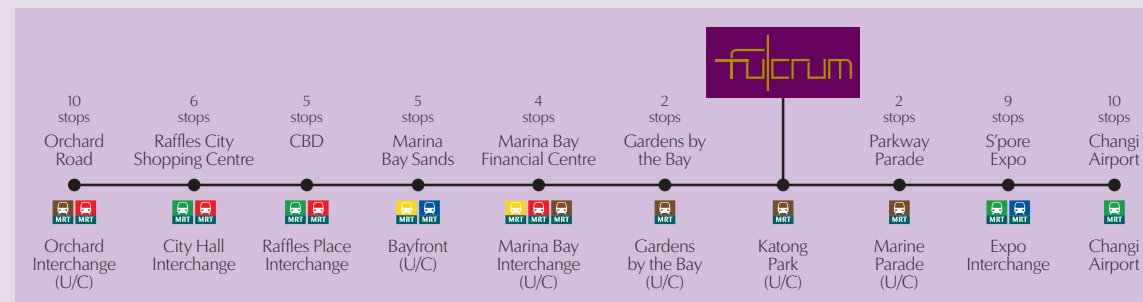 fulcrum
10
stops
Orchard
Road
6
stops
Raffles City
Shopping Centre
5
stops
CBD
5
stops
Marina
Bay Sands
4
stops
Marina Bay
Financial Centre
2
stops
Gardens by
the Bay
2
stops
Parkway
Parade
9
stops
S'pore
Expo
10
stops
Changi
Airport
MRT MRT
MRT MRT
MRT MRT
MRT MRT
MRT MRT MRT
MRT
MRT
MRT
MRT MRT
MRT
Orchard
Interchange
(U/C)
City Hall
Interchange
Raffles Place
Interchange
Bayfront
(U/C)
Marina Bay
Interchange
(U/C)
Gardens
by the Bay
(U/C)
Katong
Park
(U/C)
Marine
Parade
(U/C)
Expo
Interchange
Changi
Airport